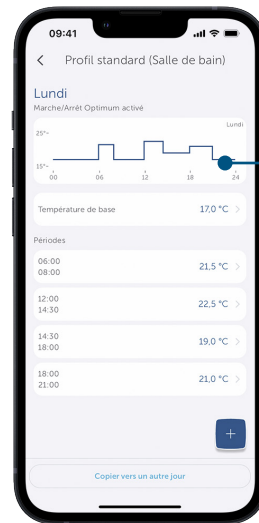 09:41
Profil standard (Salle de bain)
Lundi
Marche/Arrêt Optimum activé
Lundi
25°-
15°-
00 06 12 18 24
Température de base 17,0 °C
Périodes
06:00
08:00
21,5 °C
12:00
14:30
22,5 °C
14:30
18:00
19,0 °C
18:00
21:00
21,0 °C
+
Copier vers un autre jour